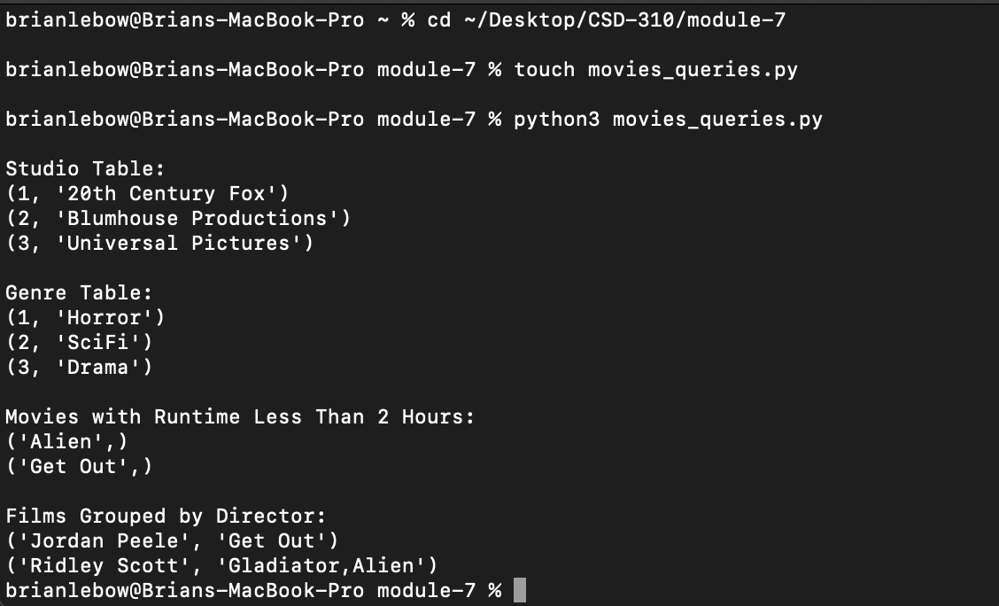 brianlebow@Brians-MacBook-Pro ~ % cd ~/Desktop/CSD-310/module-7
brianlebow@Brians-MacBook-Pro module-7 % touch movies_queries.py
brianlebow@Brians-MacBook-Pro module-7 % python3 movies_queries.py
Studio Table:
(1, '20th Century Fox')
(2, 'Blumhouse Productions')
(3, 'Universal Pictures')
Genre Table:
(1, 'Horror')
(2, 'SciFi')
(3, 'Drama')
Movies with Runtime Less Than 2 Hours:
('Alien',)
('Get Out',)
Films Grouped by Director:
('Jordan Peele', 'Get Out')
('Ridley Scott', 'Gladiator,Alien')
brianlebow@Brians-MacBook-Pro module-7 %